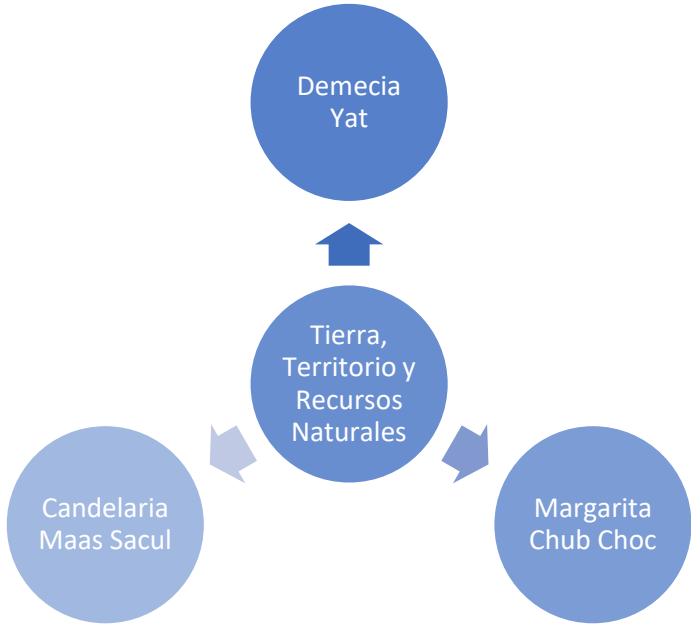 Demecia
Yat
Tierra,
Territorio y
Recursos
Naturales
Candelaria
Maas Sacul
Margarita
Chub Choc